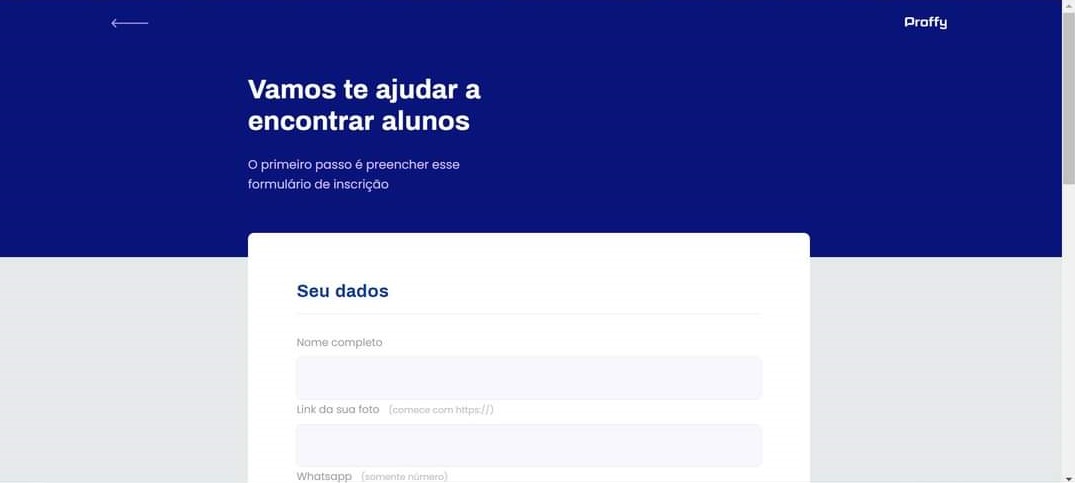 Proffy
Vamos te ajudar a
encontrar alunos
O primeiro passo é preencher esse
formulário de inscrição
Seu dados
Nome completo
Link da sua foto (comece com https://)
Whatsapp (somente número)